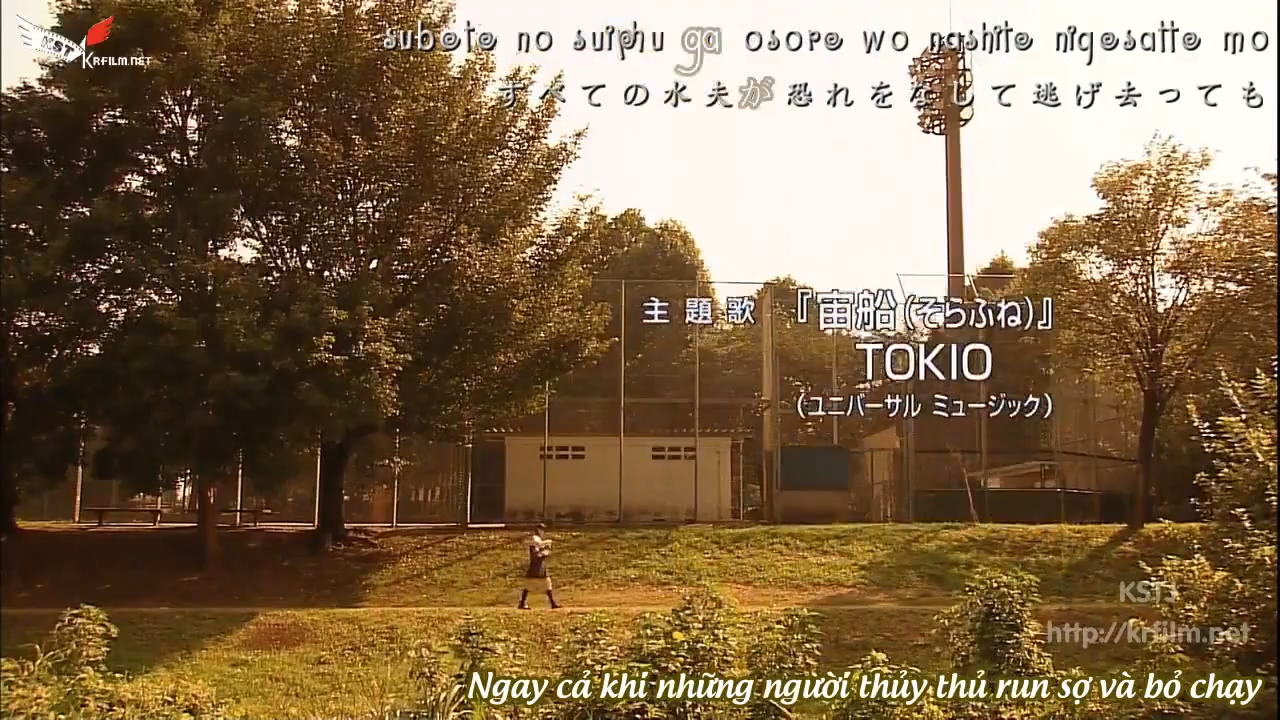 KRFILM.NET
subete no suiphu ga osore wo nashite nigesatte mo
すべての水夫が恐れをなして逃げ去っても
主題歌 『宙船(そらふね)』
TOKIO
(ユニバーサル ミュージック)
KST3
http://krfilm.net
Ngay cả khi những người thủy thủ run sợ và bỏ chạy